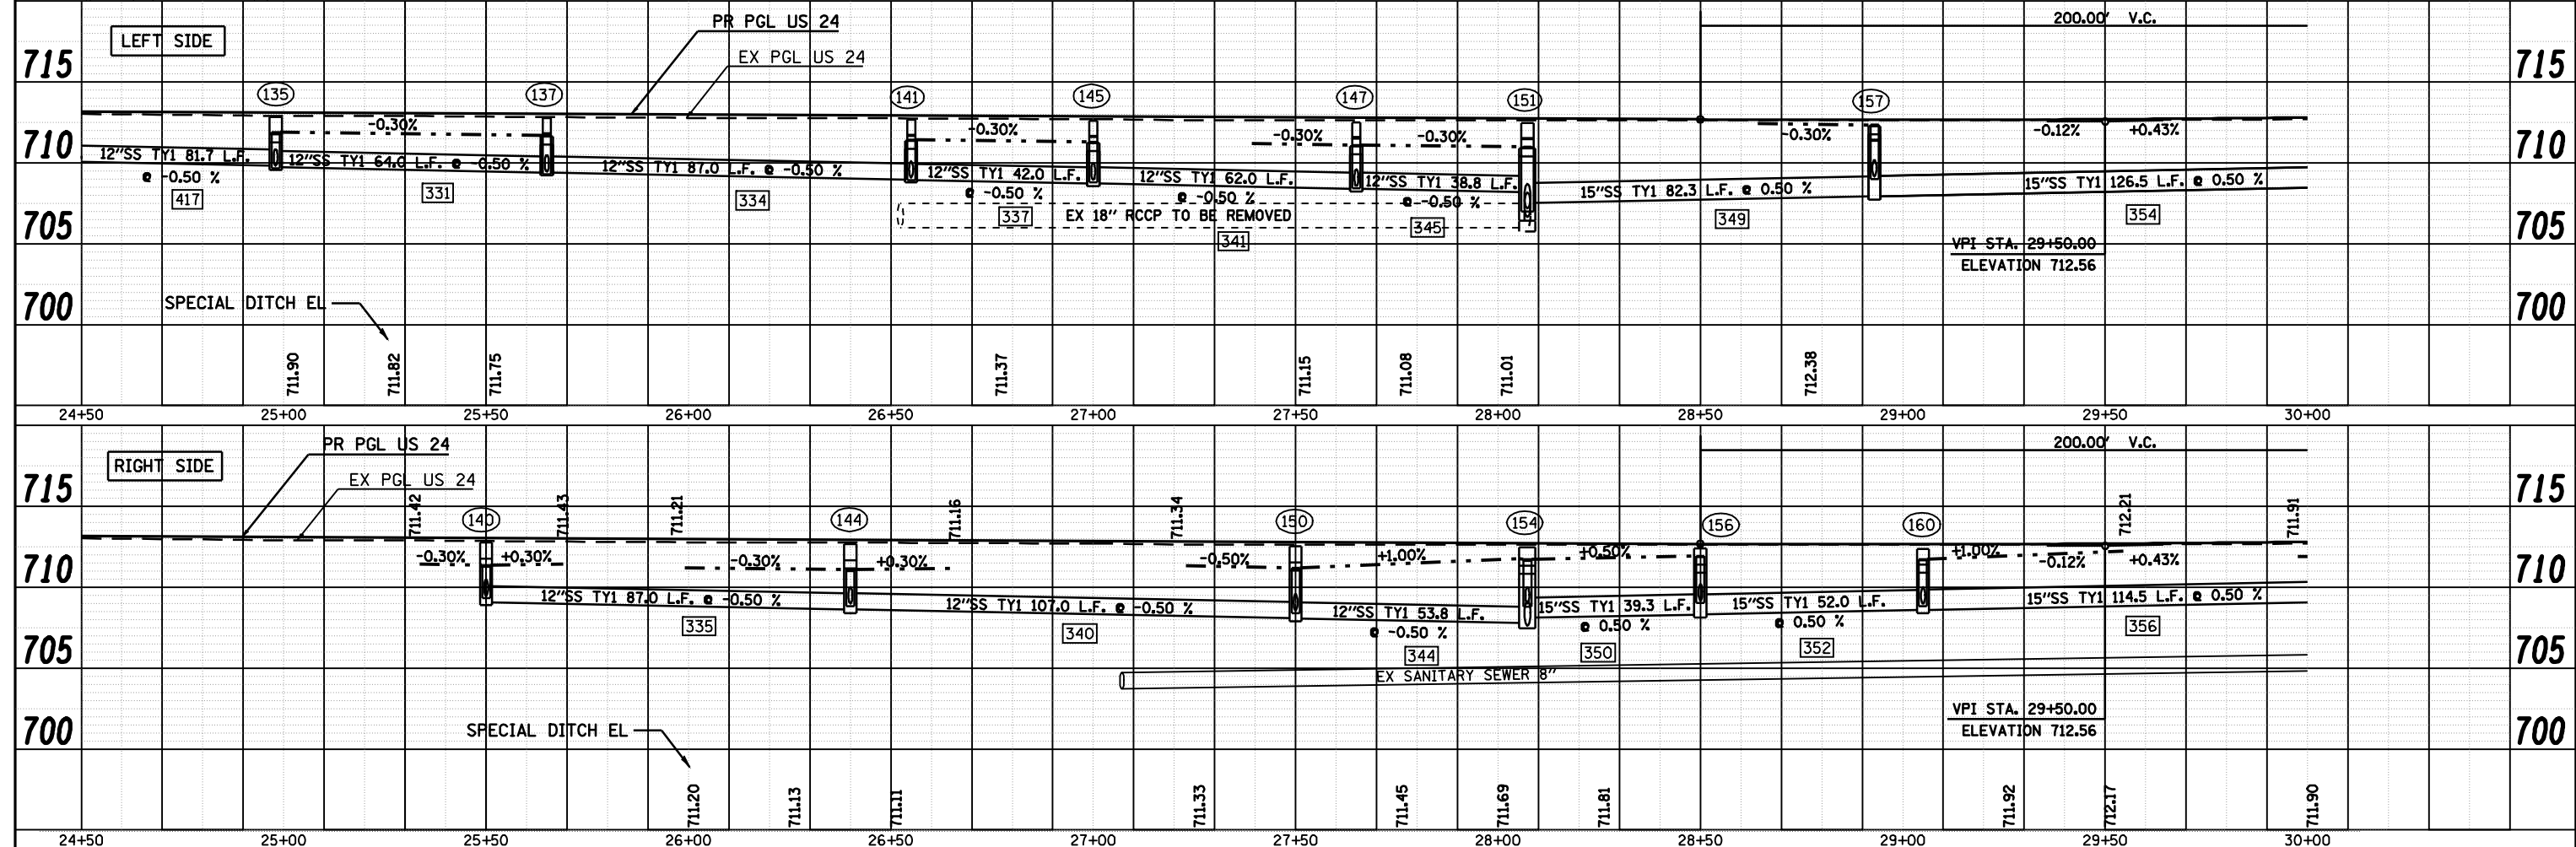 PR PGL US 24
200.00' V.C.
LEFT SIDE
EX PGL US 24
715
715
135
137
141
145
147
151
157
-0.30%
-0.30%
-0.30%
-0.30%
-0.30%
-0.12%
+0.43%
710
710
12"SS TY1 81.7 L.F.
@ -0.50 %
12"SS TY1 64.0 L.F. @ -0.50 %
12"SS TY1 87.0 L.F. @ -0.50 %
12"SS TY1 42.0 L.F.
@ -0.50 %
12"SS TY1 62.0 L.F.
@ -0.50 %
12"SS TY1 38.8 L.F.
@ -0.50 %
15"SS TY1 82.3 L.F. @ 0.50 %
15"SS TY1 126.5 L.F. @ 0.50 %
417
331
334
337
EX 18" RCCP TO BE REMOVED
341
345
349
354
705
705
VPI STA. 29+50.00
ELEVATION 712.56
SPECIAL DITCH EL
700
700
711.90
711.82
711.75
711.37
711.15
711.08
711.01
712.38
24+50
25+00
25+50
26+00
26+50
27+00
27+50
28+00
28+50
29+00
29+50
30+00
PR PGL US 24
200.00' V.C.
RIGHT SIDE
EX PGL US 24
715
715
711.42
711.43
711.21
711.16
711.34
712.21
711.91
140
144
150
154
156
160
-0.30%
+0.30%
-0.30%
+0.30%
-0.50%
+1.00%
+0.50%
+1.00%
-0.12%
+0.43%
710
710
12"SS TY1 87.0 L.F. @ -0.50 %
12"SS TY1 107.0 L.F. @ -0.50 %
12"SS TY1 53.8 L.F.
@ -0.50 %
15"SS TY1 39.3 L.F.
@ 0.50 %
15"SS TY1 52.0 L.F.
@ 0.50 %
15"SS TY1 114.5 L.F. @ 0.50 %
335
340
344
350
352
356
705
705
EX SANITARY SEWER 8"
VPI STA. 29+50.00
ELEVATION 712.56
SPECIAL DITCH EL
700
700
711.20
711.13
711.11
711.33
711.45
711.69
711.81
711.92
712.17
711.90
24+50
25+00
25+50
26+00
26+50
27+00
27+50
28+00
28+50
29+00
29+50
30+00